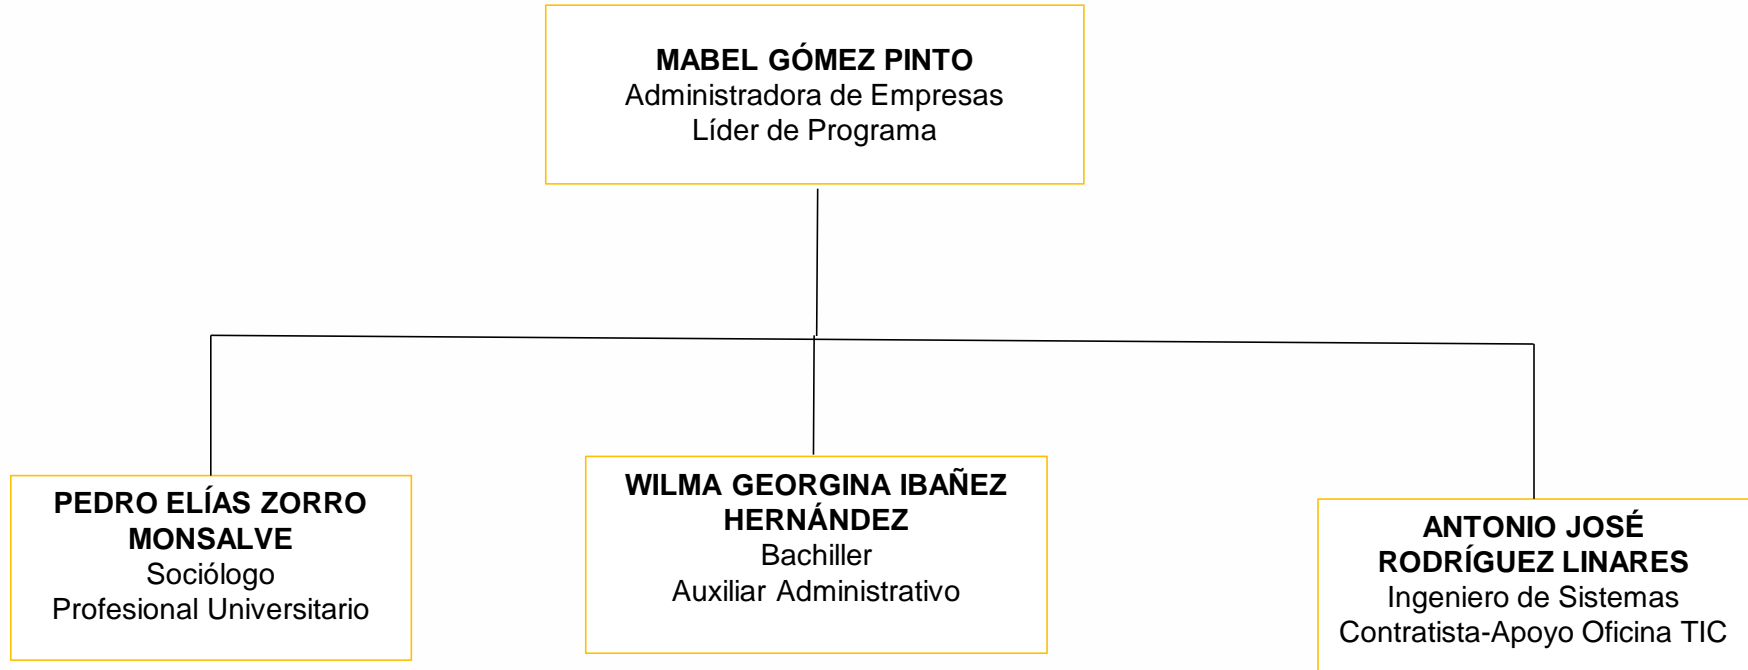 MABEL GÓMEZ PINTO
Administradora de Empresas
Líder de Programa
PEDRO ELÍAS ZORRO
MONSALVE
Sociólogo
Profesional Universitario
WILMA GEORGINA IBAÑEZ
HERNÁNDEZ
Bachiller
Auxiliar Administrativo
ANTONIO JOSÉ
RODRÍGUEZ LINARES
Ingeniero de Sistemas
Contratista-Apoyo Oficina TIC